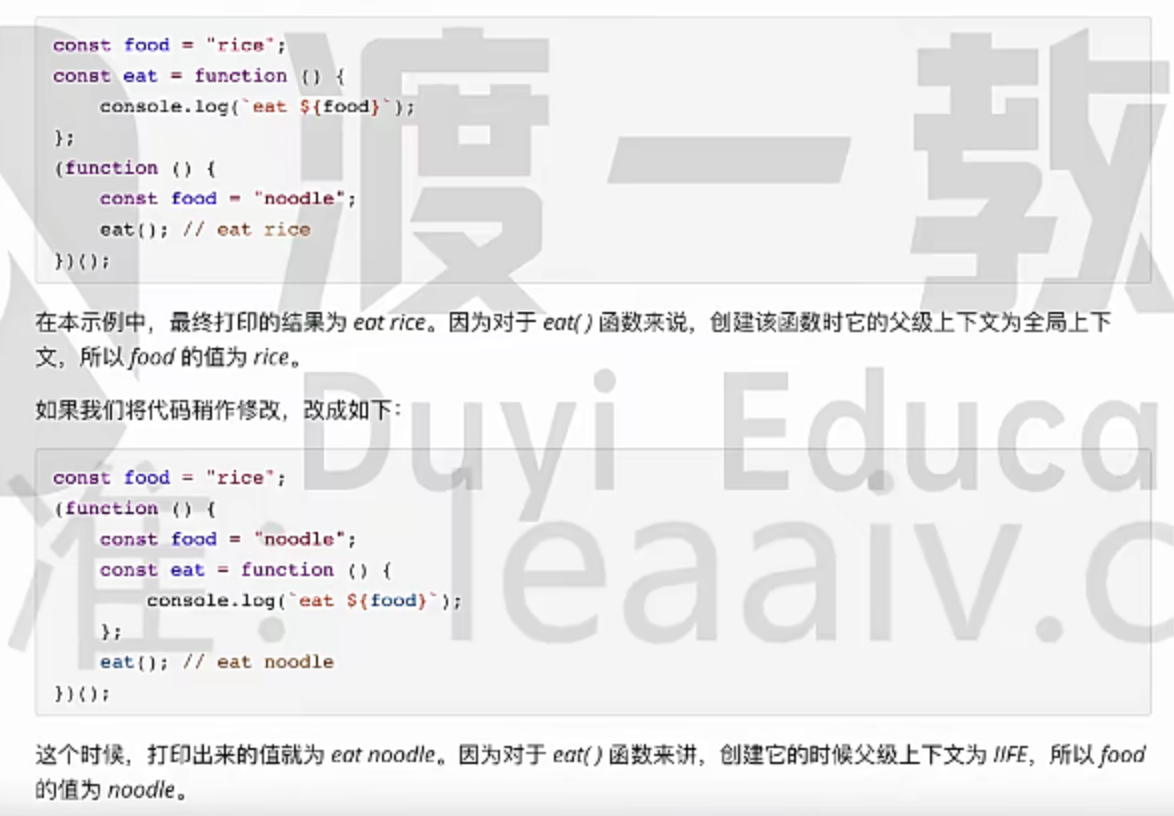 const food = "rice";
const eat = function () {
    console.log(`eat ${food}`);
};
(function () {
    const food = "noodle";
    eat(); // eat rice
})();
在本示例中，最终打印的结果为 eat rice。因为对于 eat( ) 函数来说，创建该函数时它的父级上下文为全局上下
文，所以 food 的值为 rice。
如果我们将代码稍作修改，改成如下：
const food = "rice";
(function () {
    const food = "noodle";
    const eat = function () {
        console.log(`eat ${food}`);
    };
    eat(); // eat noodle
})();
这个时候，打印出来的值就为 eat noodle。因为对于 eat( ) 函数来讲，创建它的时候父级上下文为 IIFE，所以 food
的值为 noodle。
渡一教
Duyi Educa
leaaiv.c